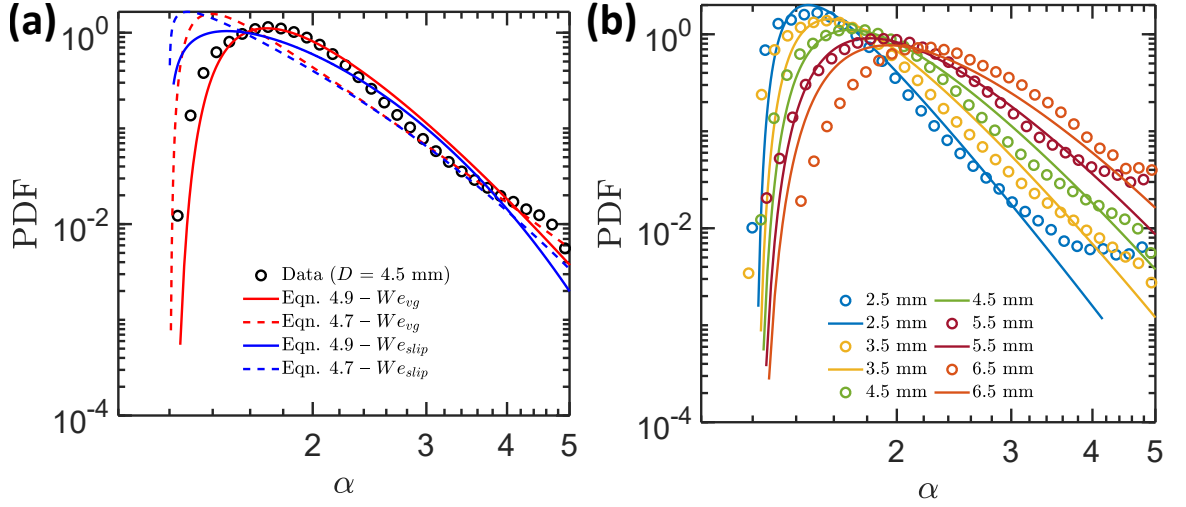 (a)
PDF
10^0
10^-2
10^-4
2 3 4 5
α
Data (D = 4.5 mm)
Eqn. 4.9 − We_vg
Eqn. 4.7 − We_vg
Eqn. 4.9 − We_slip
Eqn. 4.7 − We_slip
(b)
PDF
10^0
10^-2
10^-4
2 3 4 5
α
2.5 mm 4.5 mm
2.5 mm 5.5 mm
3.5 mm 5.5 mm
3.5 mm 6.5 mm
4.5 mm 6.5 mm